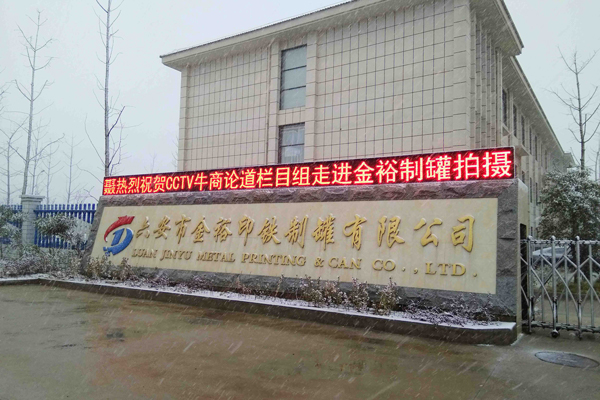 热烈祝贺CCTV牛商论道栏目组走进金裕制罐拍摄
六安市金裕印铁制罐有限公司
LUAN JINYU METAL PRINTING & CAN CO., LTD.